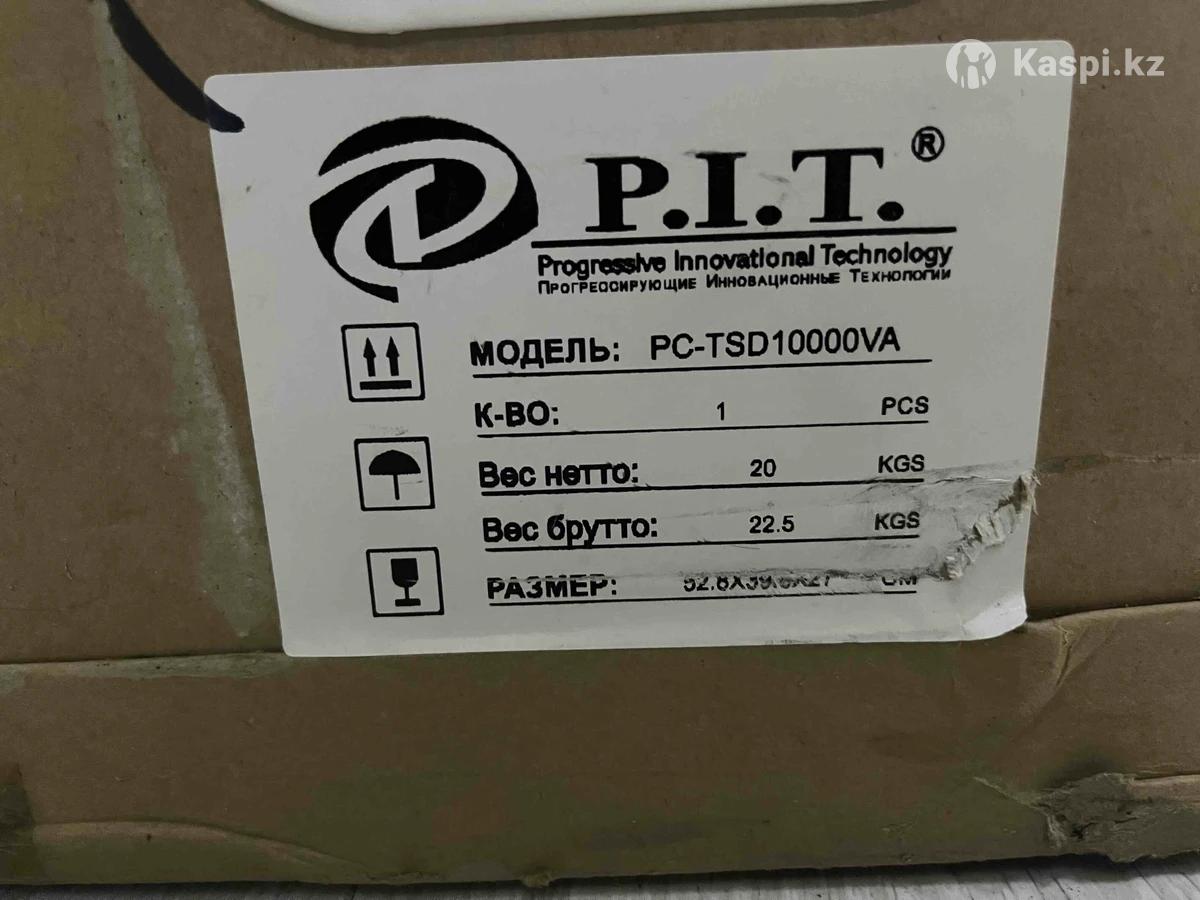 Kaspi.kz
P.I.T.®
Progressive Innovational Technology
Прогрессирующие Инновационные Технологии
МОДЕЛЬ: PC-TSD10000VA
К-ВО: 1 PCS
Вес нетто: 20 KGS
Вес брутто: 22.5 KGS
РАЗМЕР: CM